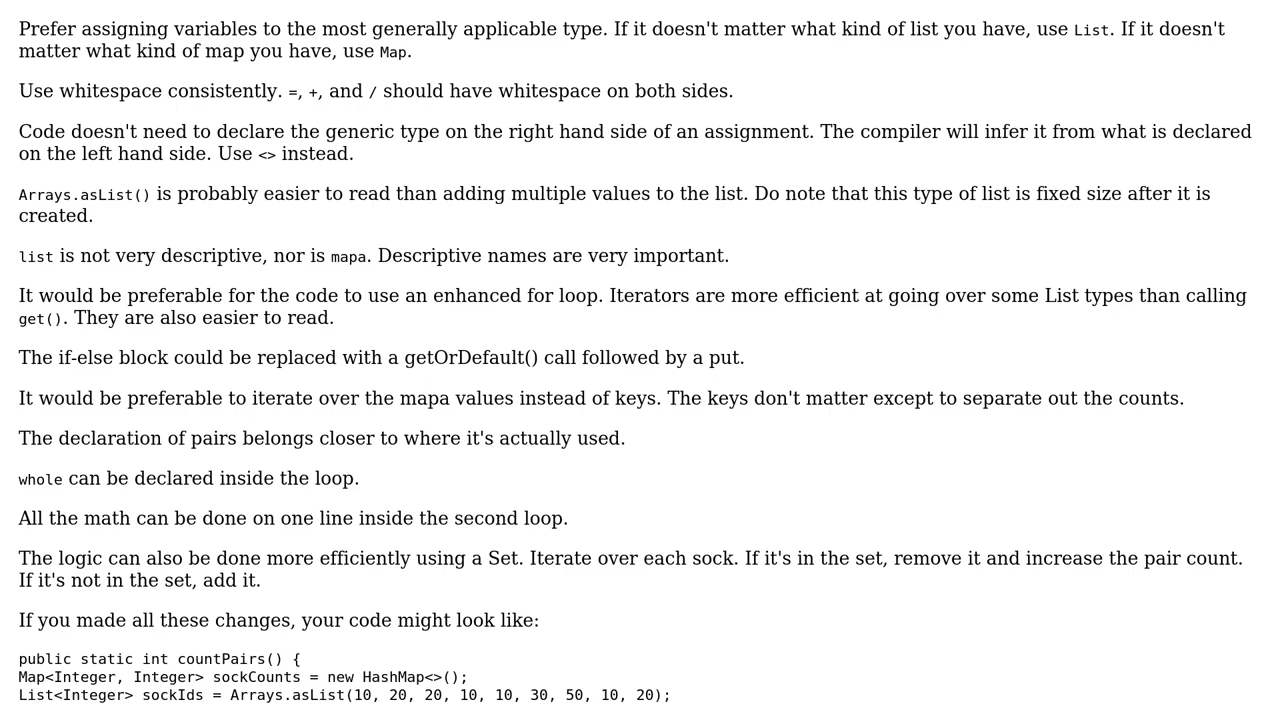 Prefer assigning variables to the most generally applicable type. If it doesn't matter what kind of list you have, use List. If it doesn't
matter what kind of map you have, use Map.
Use whitespace consistently. =, +, and / should have whitespace on both sides.
Code doesn't need to declare the generic type on the right hand side of an assignment. The compiler will infer it from what is declared
on the left hand side. Use <> instead.
Arrays.asList() is probably easier to read than adding multiple values to the list. Do note that this type of list is fixed size after it is
created.
list is not very descriptive, nor is mapa. Descriptive names are very important.
It would be preferable for the code to use an enhanced for loop. Iterators are more efficient at going over some List types than calling
get(). They are also easier to read.
The if-else block could be replaced with a getOrDefault() call followed by a put.
It would be preferable to iterate over the mapa values instead of keys. The keys don't matter except to separate out the counts.
The declaration of pairs belongs closer to where it's actually used.
whole can be declared inside the loop.
All the math can be done on one line inside the second loop.
The logic can also be done more efficiently using a Set. Iterate over each sock. If it's in the set, remove it and increase the pair count.
If it's not in the set, add it.
If you made all these changes, your code might look like:
public static int countPairs() {
Map<Integer, Integer> sockCounts = new HashMap<>();
List<Integer> sockIds = Arrays.asList(10, 20, 20, 10, 10, 30, 50, 10, 20);